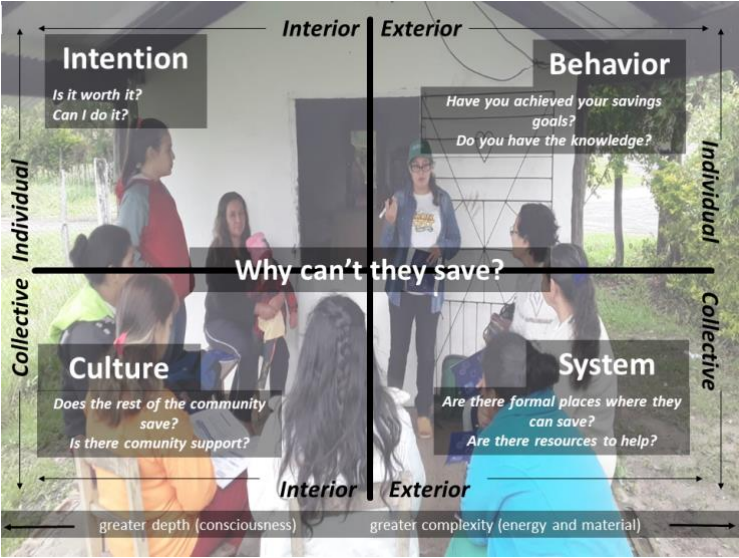 Interior Exterior
Intention
Is it worth it?
Can I do it?
Behavior
Have you achieved your savings
goals?
Do you have the knowledge?
Individual
Individual
Why can't they save?
Collective
Collective
Culture
Does the rest of the community
save?
Is there comunity support?
System
Are there formal places where they
can save?
Are there resources to help?
Interior Exterior
greater depth (consciousness) greater complexity (energy and material)